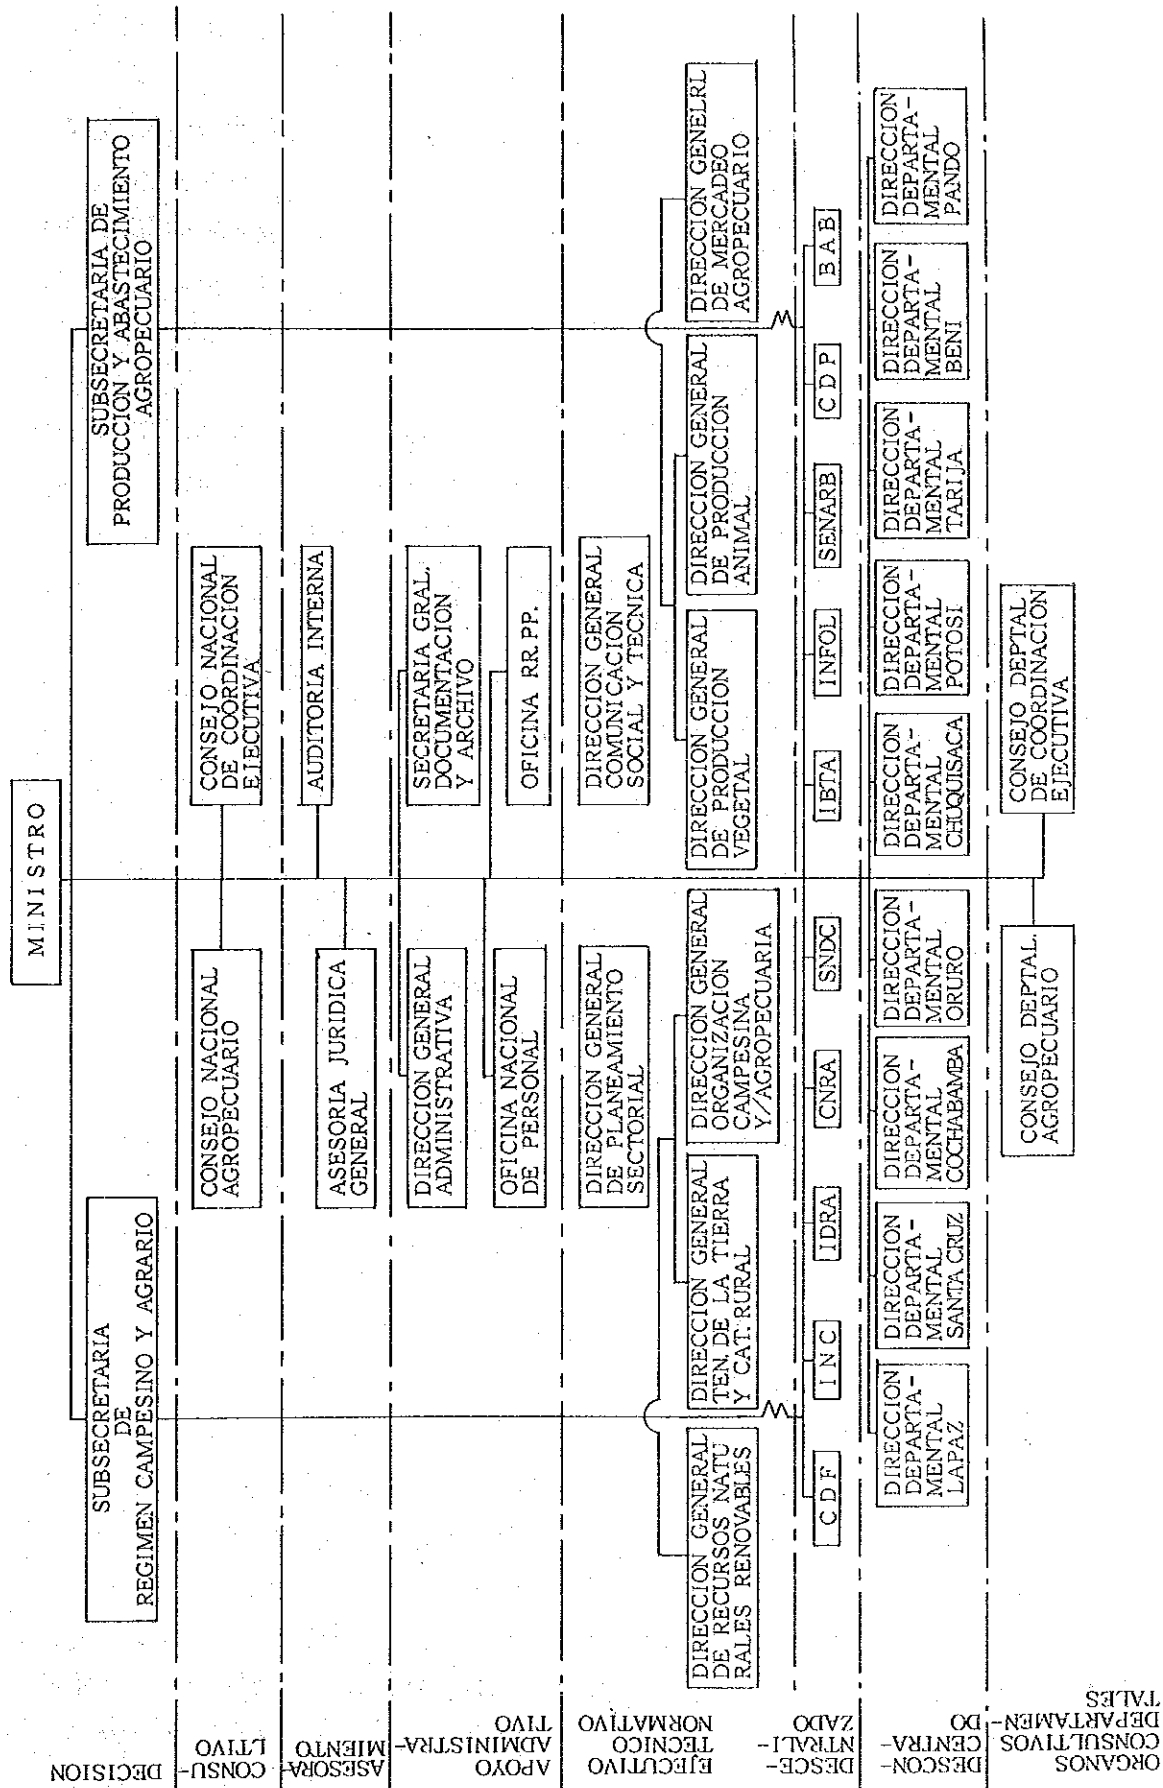 MINISTRO
SUBSECRETARIA
DE
REGIMEN CAMPESINO Y AGRARIO
SUBSECRETARIA DE
PRODUCCION Y ABASTECIMIENTO
AGROPECUARIO
DECISION
CONSEJO NACIONAL
AGROPECUARIO
CONSEJO NACIONAL
DE COORDINACION
EJECUTIVA
CONSU-
LTIVO
ASESORIA JURIDICA
GENERAL
AUDITORIA INTERNA
ASESORA-
MIENTO
DIRECCION GENERAL
ADMINISTRATIVA
SECRETARIA GRAL.
DOCUMENTACION
Y ARCHIVO
OFICINA NACIONAL
DE PERSONAL
OFICINA RR. PP.
APOYO
ADMINISTRA-
TIVO
DIRECCION GENERAL
DE PLANEAMIENTO
SECTORIAL
DIRECCION GENERAL
COMUNICACION
SOCIAL Y TECNICA
DIRECCION GENERAL
DE RECURSOS NATU
RALES RENOVABLES
DIRECCION GENERAL
TEN. DE LA TIERRA
Y CAT. RURAL
DIRECCION GENERAL
ORGANIZACION
CAMPESINA
Y/AGROPECUARIA
DIRECCION GENERAL
DE PRODUCCION
VEGETAL
DIRECCION GENERAL
DE PRODUCCION
ANIMAL
DIRECCION GENELRL
DE MERCADEO
AGROPECUARIO
EJECUTIVO
TECNICO
NORMATIVO
CDF
INC
IDRA
CNRA
SNDC
IBTA
INFOL
SENARB
CDP
BAB
DESCE-
NTRALI-
ZADO
DIRECCION
DEPARTA-
MENTAL
LAPAZ
DIRECCION
DEPARTA-
MENTAL
SANTA CRUZ
DIRECCION
DEPARTA-
MENTAL
COCHABAMBA
DIRECCION
DEPARTA-
MENTAL
ORURO
DIRECCION
DEPARTA-
MENTAL
CHUQUISACA
DIRECCION
DEPARTA-
MENTAL
POTOSI
DIRECCION
DEPARTA-
MENTAL
TARIJA
DIRECCION
DEPARTA-
MENTAL
BENI
DIRECCION
DEPARTA-
MENTAL
PANDO
DESCON-
CENTRA-
DO
CONSEJO DEPTAL.
AGROPECUARIO
CONSEJO DEPTAL
DE COORDINACION
EJECUTIVA
ORGANOS
CONSULTIVOS
DEPARTAMEN-
TALES